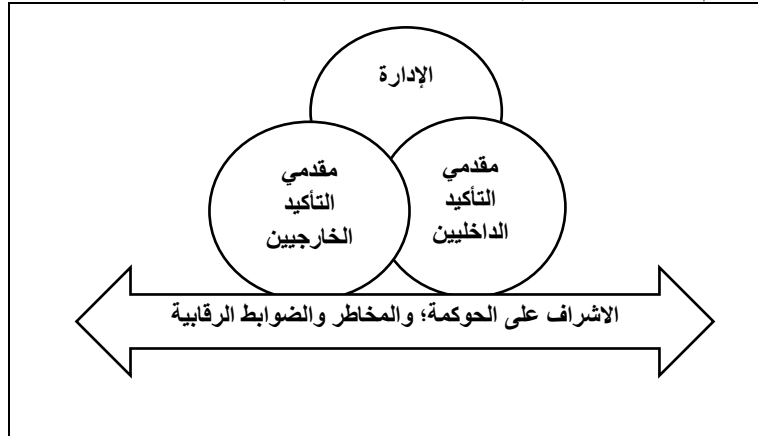 الإدارة
مقدمي
التأكيد
الداخليين
مقدمي
التأكيد
الخارجيين
الاشراف على الحوكمة؛ والمخاطر والضوابط الرقابية